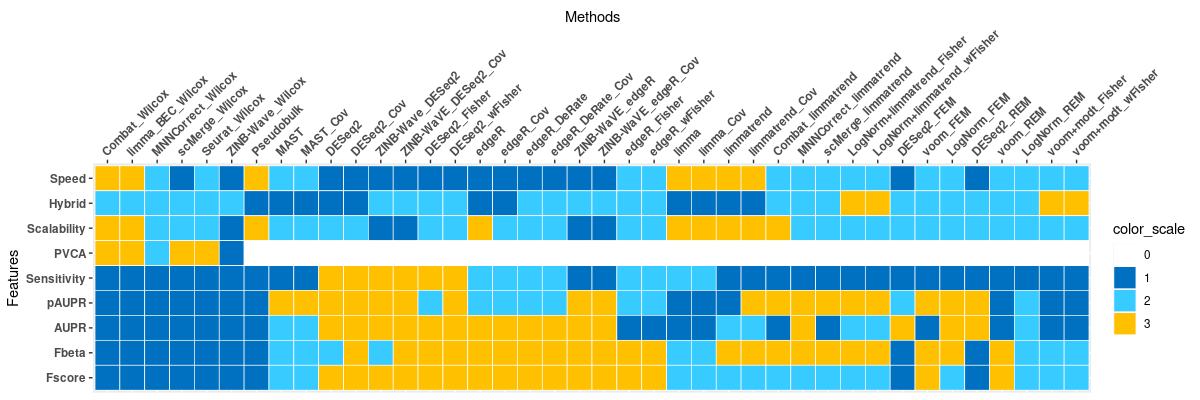 Methods
Combat_Wilcox
limma_BEC_Wilcox
MNNCorrect_Wilcox
scMerge_Wilcox
Seurat_Wilcox
ZINB-Wave_Wilcox
Pseudobulk
MAST
MAST_Cov
DESeq2
DESeq2_Cov
ZINB-Wave_DESeq2
ZINB-WaVE_DESeq2_Cov
DESeq2_Fisher
DESeq2_wFisher
edgeR
edgeR_Cov
edgeR_DeRate
edgeR_DetRate_Cov
ZINB-WaVE_edgeR
ZINB-WaVE_edgeR_Cov
edgeR_Fisher
edgeR_wFisher
limma
limma_Cov
limmatrend
limmatrend_Cov
Combat_limmatrend
MNNCorrect_limmatrend
scMerge_limmatrend
LogNorm+limmatrend_Fisher
LogNorm+limmatrend_wFisher
DESeq2_FEM
voom_FEM
LogNorm_FEM
DESeq2_REM
voom_REM
LogNorm_REM
voom+modt_Fisher
voom+modt_wFisher
Features
Speed
Hybrid
Scalability
PVCA
Sensitivity
pAUPR
AUPR
Fbeta
Fscore
color_scale
0
1
2
3